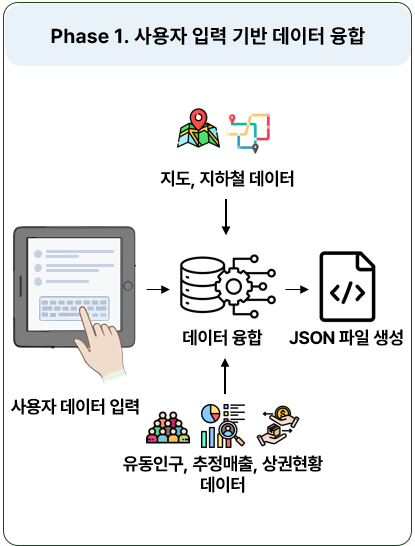 Phase 1. 사용자 입력 기반 데이터 융합
지도, 지하철 데이터
데이터 융합
JSON 파일 생성
사용자 데이터 입력
유동인구, 추정매출, 상권현황
데이터